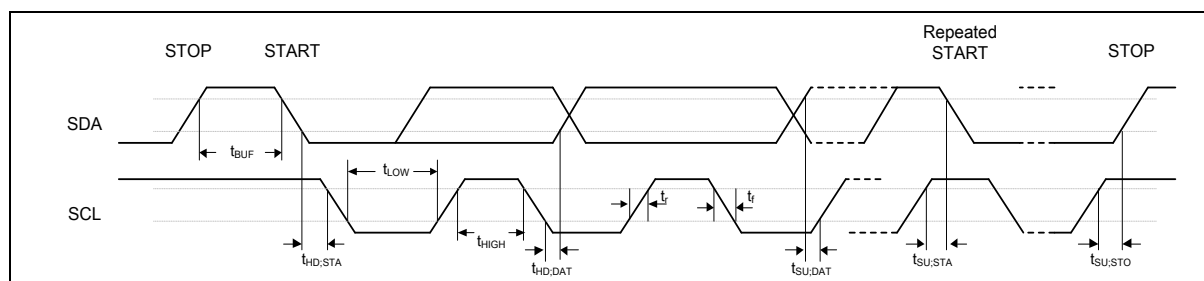 STOP
START
Repeated
START
STOP
SDA
tBUF
tLOW
SCL
tr
tf
tHIGH
tHD;STA
tHD;DAT
tSU;DAT
tSU;STA
tSU;STO